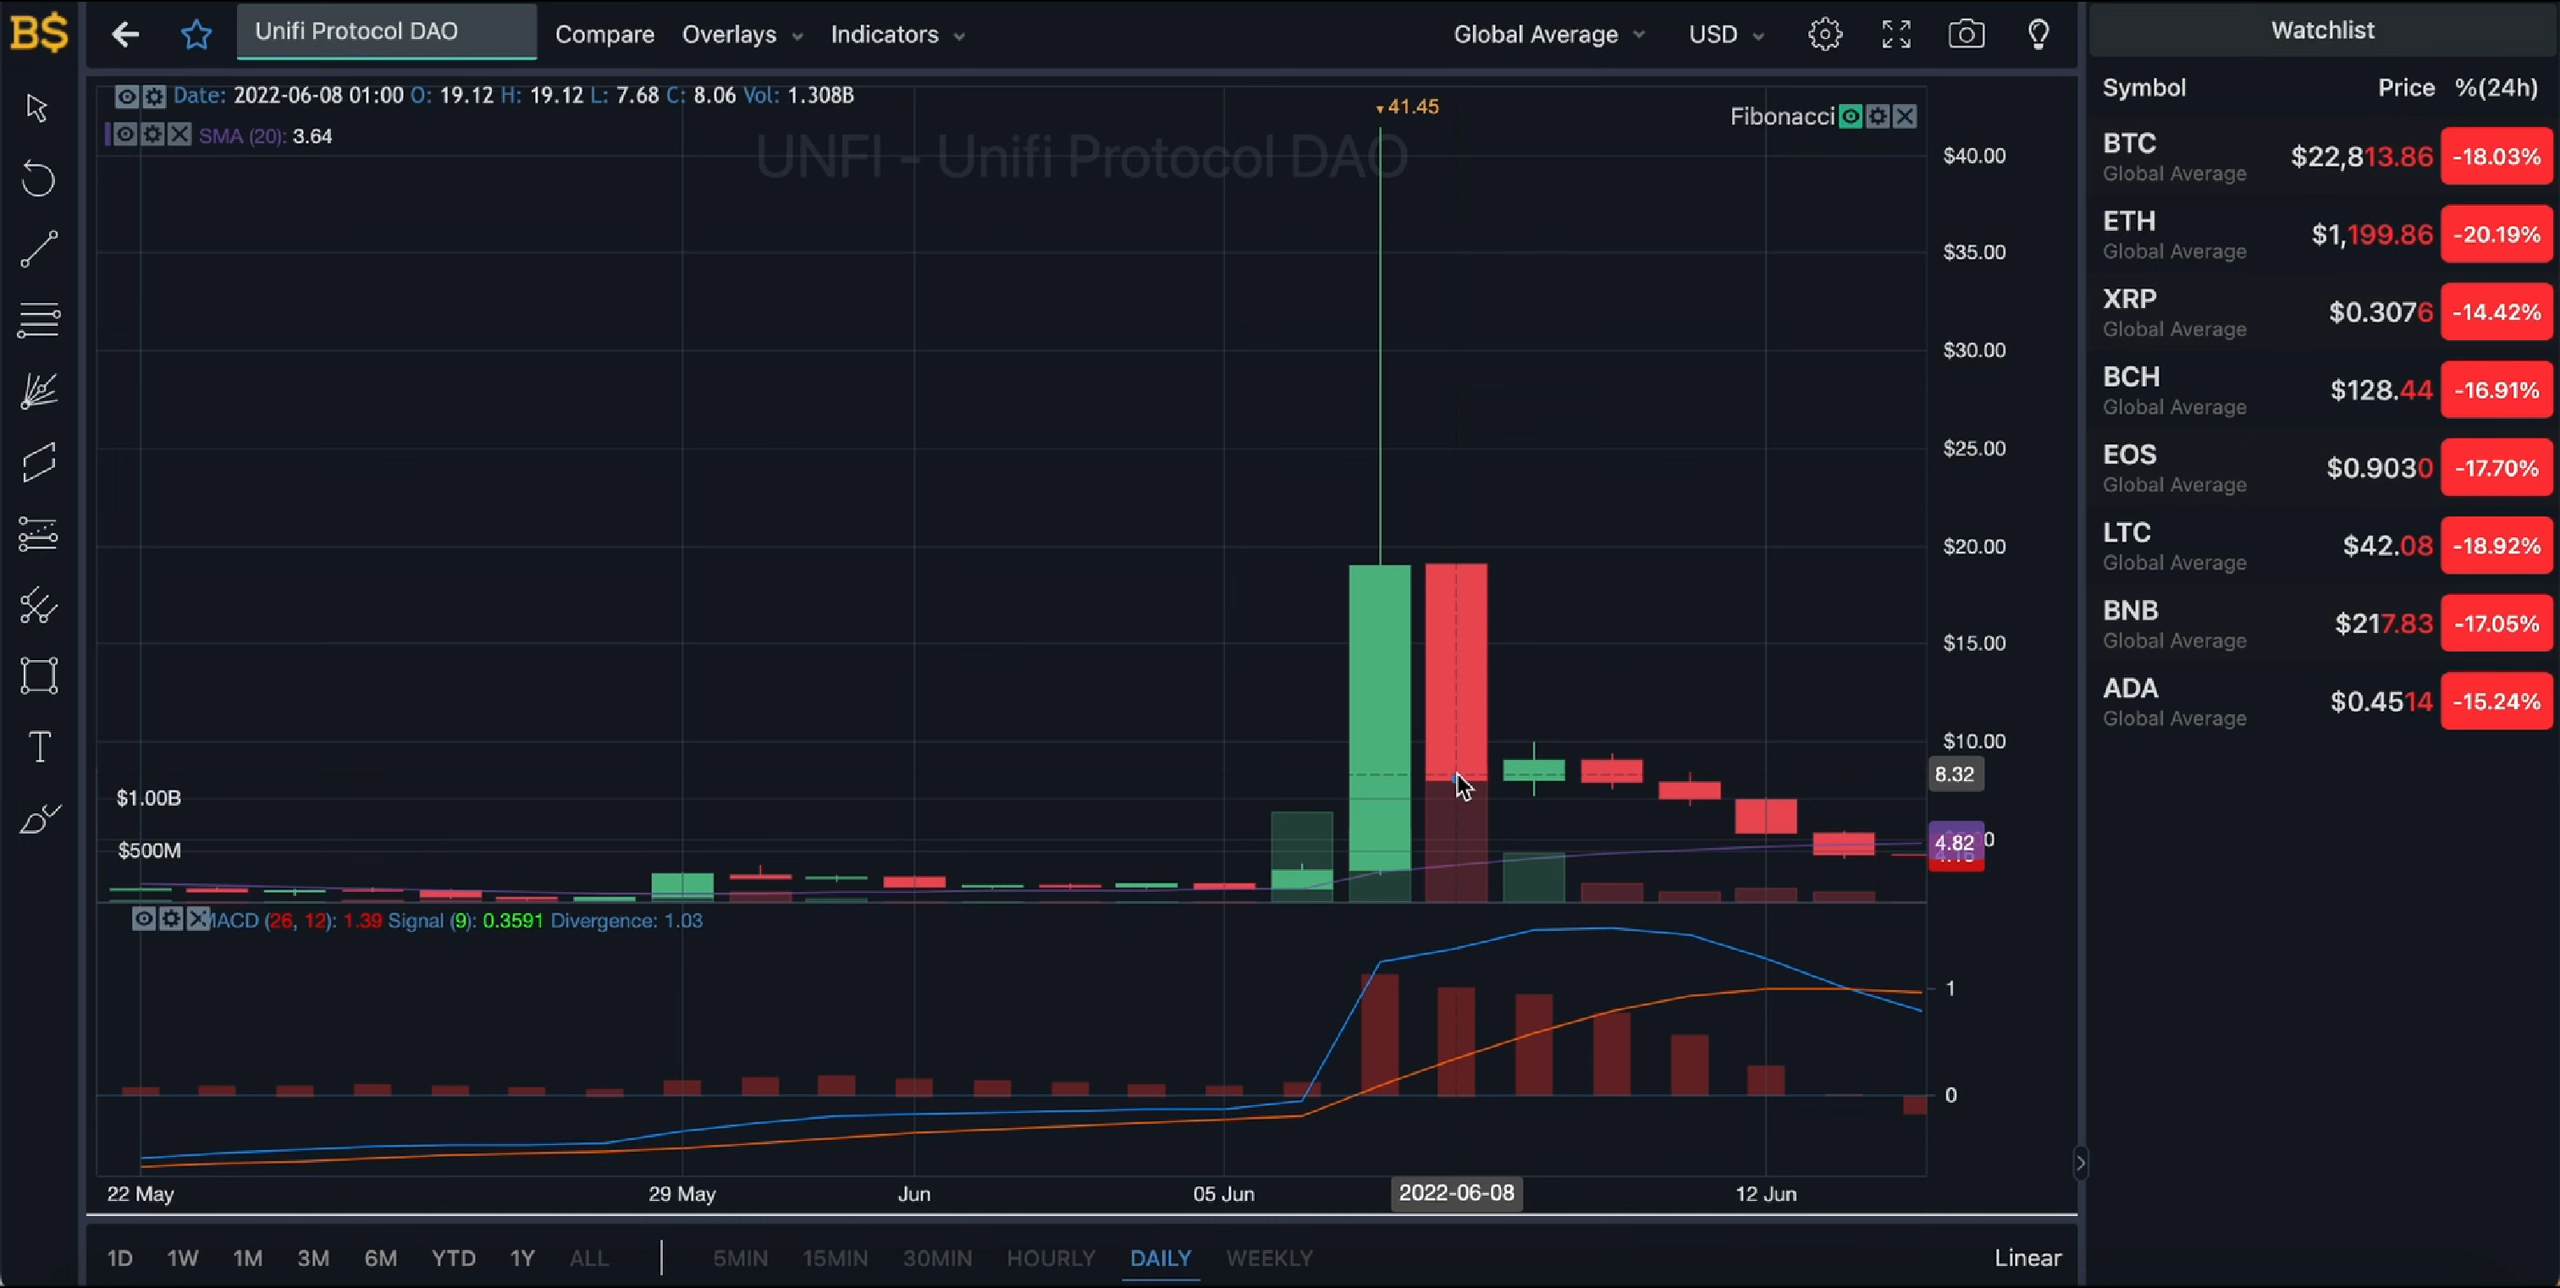 B$
Unifi Protocol DAO
Compare
Overlays
Indicators
Global Average
USD
Watchlist
Symbol Price %(24h)
Date: 2022-06-08 01:00 O: 19.12 H: 19.12 L: 7.68 C: 8.06 Vol: 1.308B
SMA (20): 3.64
41.45
Fibonacci
UNFI - Unifi Protocol DAO
$40.00
$35.00
$30.00
$25.00
$20.00
$15.00
$10.00
8.32
4.82
$1.00B
$500M
MACD (26, 12): 1.39 Signal (9): 0.3591 Divergence: 1.03
1
0
22 May
29 May
Jun
05 Jun
2022-06-08
12 Jun
1D 1W 1M 3M 6M YTD 1Y ALL
5MIN 15MIN 30MIN HOURLY DAILY WEEKLY
Linear
BTC $22,813.86 -18.03%
Global Average
ETH $1,199.86 -20.19%
Global Average
XRP $0.3076 -14.42%
Global Average
BCH $128.44 -16.91%
Global Average
EOS $0.9030 -17.70%
Global Average
LTC $42.08 -18.92%
Global Average
BNB $217.83 -17.05%
Global Average
ADA $0.4514 -15.24%
Global Average